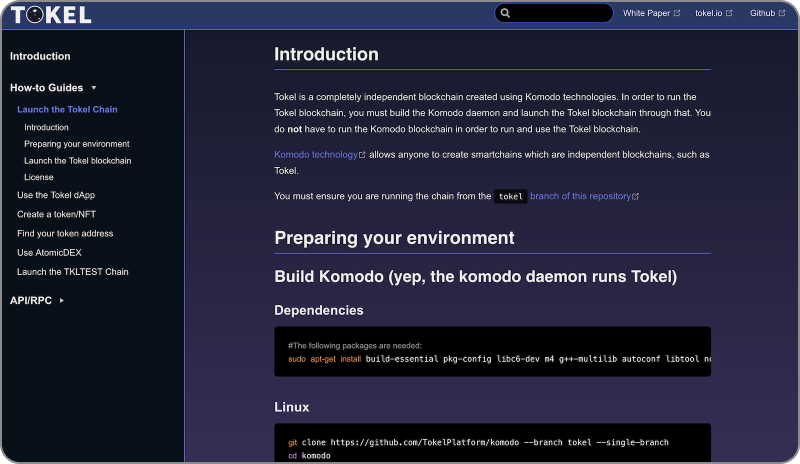 TOKEL
White Paper
tokel.io
Github
Introduction
How-to Guides
Launch the Tokel Chain
Introduction
Preparing your environment
Launch the Tokel blockchain
License
Use the Tokel dApp
Create a token/NFT
Find your token address
Use AtomicDEX
Launch the TKLTEST Chain
API/RPC
Introduction
Tokel is a completely independent blockchain created using Komodo technologies. In order to run the
Tokel blockchain, you must build the Komodo daemon and launch the Tokel blockchain through that. You
do not have to run the Komodo blockchain in order to run and use the Tokel blockchain.
Komodo technology allows anyone to create smartchains which are independent blockchains, such as
Tokel.
You must ensure you are running the chain from the tokel branch of this repository
Preparing your environment
Build Komodo (yep, the komodo daemon runs Tokel)
Dependencies
#The following packages are needed:
sudo apt-get install build-essential pkg-config libc6-dev m4 g++-multilib autoconf libtool
Linux
git clone https://github.com/TokelPlatform/komodo --branch tokel --single-branch
cd komodo